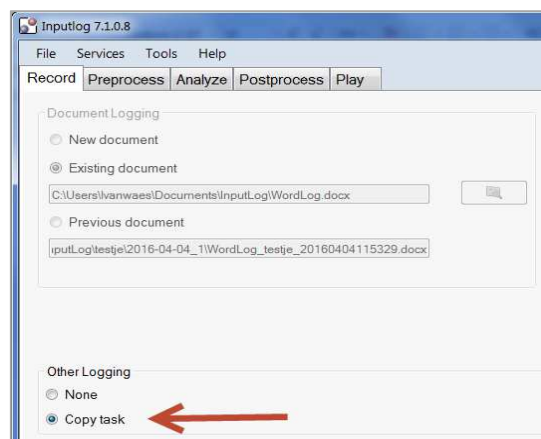 Inputlog 7.1.0.8
File Services Tools Help
Record Preprocess Analyze Postprocess Play
Document Logging
New document
Existing document
C:\Users\lvanwaes\Documents\InputLog\WordLog.docx
Previous document
ıputLog\testje\2016-04-04_1\WordLog_testje_20160404115329.docx
Other Logging
None
Copy task